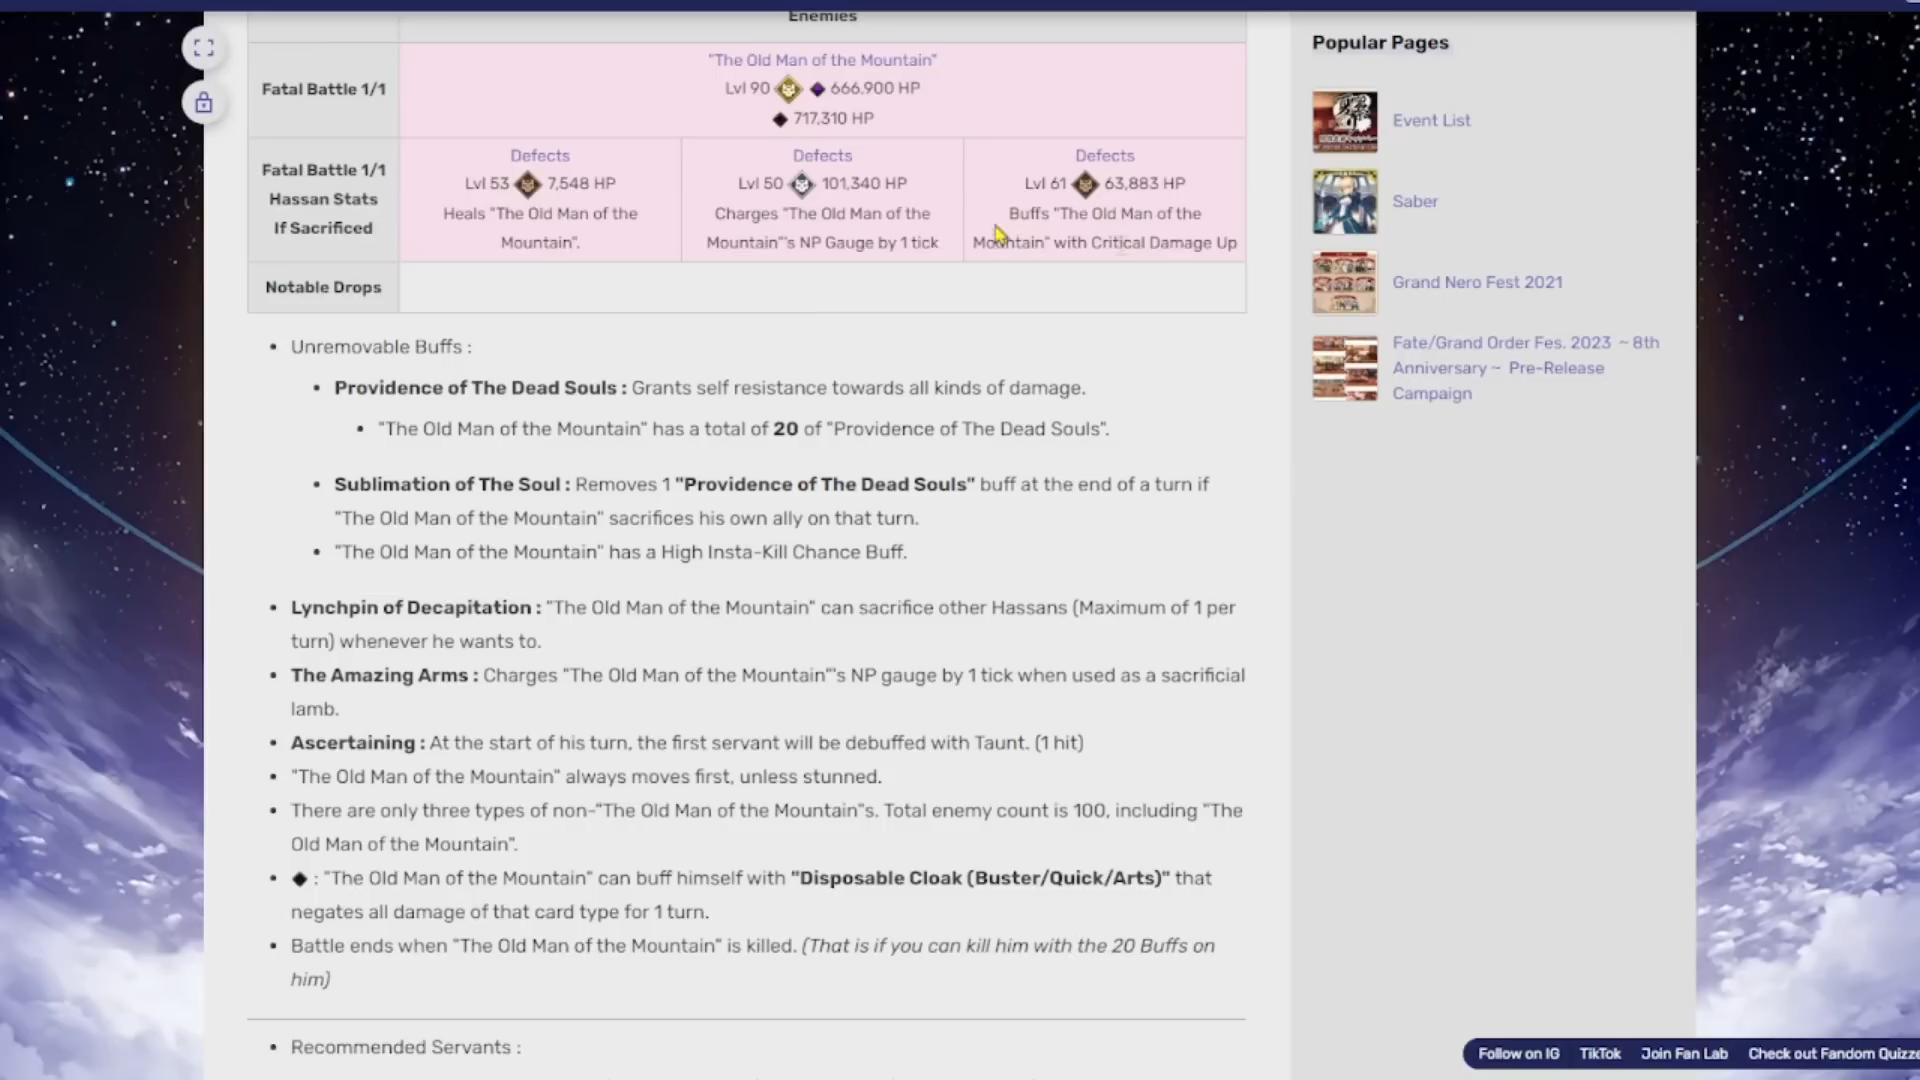 Enemies
Fatal Battle 1/1
"The Old Man of the Mountain"
Lvl 90 666.900 HP
717,310 HP
Fatal Battle 1/1
Hassan Stats
If Sacrificed
Defects
Lvl 53 7,548 HP
Heals "The Old Man of the
Mountain".
Defects
Lvl 50 101,340 HP
Charges "The Old Man of the
Mountain"'s NP Gauge by 1 tick
Defects
Lvl 61 63,883 HP
Buffs "The Old Man of the
Mountain" with Critical Damage Up
Notable Drops
• Unremovable Buffs :
• Providence of The Dead Souls : Grants self resistance towards all kinds of damage.
• "The Old Man of the Mountain" has a total of 20 of "Providence of The Dead Souls".
• Sublimation of The Soul : Removes 1 "Providence of The Dead Souls" buff at the end of a turn if
"The Old Man of the Mountain" sacrifices his own ally on that turn.
• "The Old Man of the Mountain" has a High Insta-Kill Chance Buff.
• Lynchpin of Decapitation : "The Old Man of the Mountain" can sacrifice other Hassans (Maximum of 1 per
turn) whenever he wants to.
• The Amazing Arms : Charges "The Old Man of the Mountain"'s NP gauge by 1 tick when used as a sacrificial
lamb.
• Ascertaining : At the start of his turn, the first servant will be debuffed with Taunt. (1 hit)
• "The Old Man of the Mountain" always moves first, unless stunned.
• There are only three types of non-"The Old Man of the Mountain"s. Total enemy count is 100, including "The
Old Man of the Mountain".
• ◆ : "The Old Man of the Mountain" can buff himself with "Disposable Cloak (Buster/Quick/Arts)" that
negates all damage of that card type for 1 turn.
• Battle ends when "The Old Man of the Mountain" is killed. (That is if you can kill him with the 20 Buffs on
him)
• Recommended Servants :
Popular Pages
Event List
Saber
Grand Nero Fest 2021
Fate/Grand Order Fes. 2023 ~ 8th
Anniversary ~ Pre-Release
Campaign
Follow on IG TikTok Join Fan Lab Check out Fandom Quizze